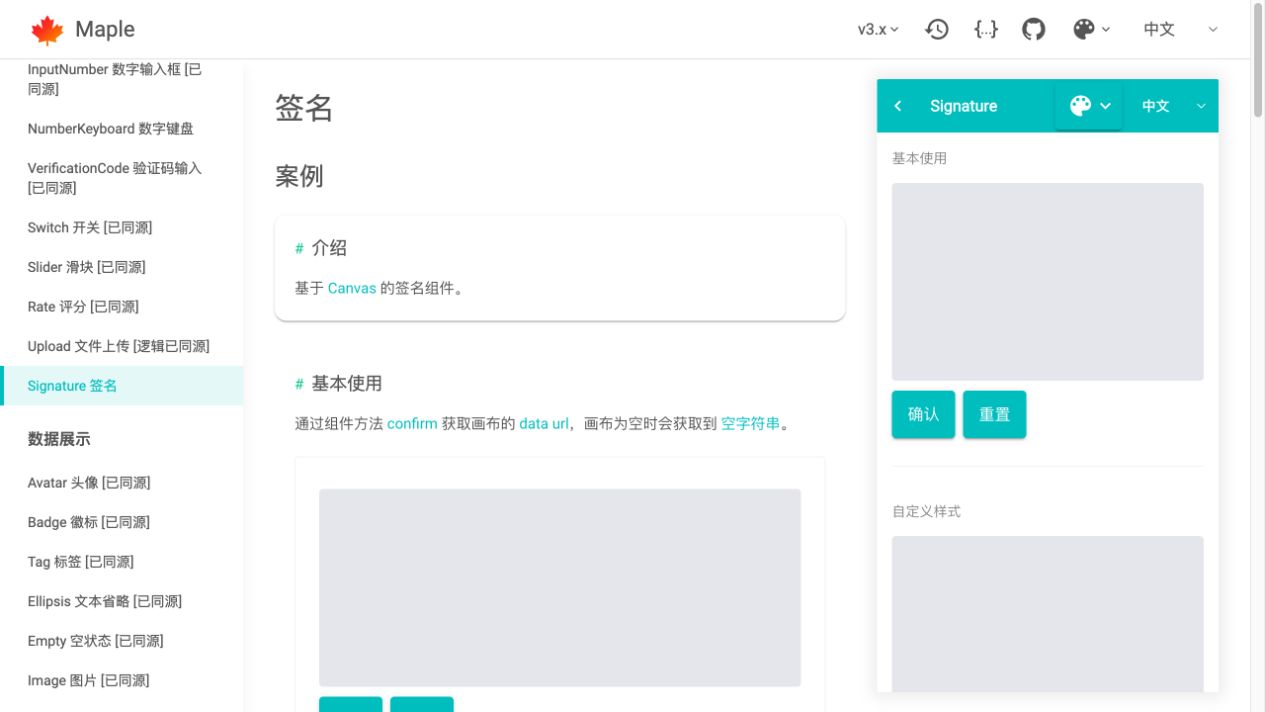 Maple
v3.x
中文
InputNumber 数字输入框 [已
同源]
NumberKeyboard 数字键盘
VerificationCode 验证码输入
[已同源]
Switch 开关 [已同源]
Slider 滑块 [已同源]
Rate 评分 [已同源]
Upload 文件上传 [逻辑已同源]
Signature 签名
数据展示
Avatar 头像 [已同源]
Badge 徽标 [已同源]
Tag 标签 [已同源]
Ellipsis 文本省略 [已同源]
Empty 空状态 [已同源]
Image 图片 [已同源]
签名
案例
# 介绍
基于 Canvas 的签名组件。
# 基本使用
通过组件方法 confirm 获取画布的 data url，画布为空时会获取到 空字符串。
Signature
中文
基本使用
确认
重置
自定义样式